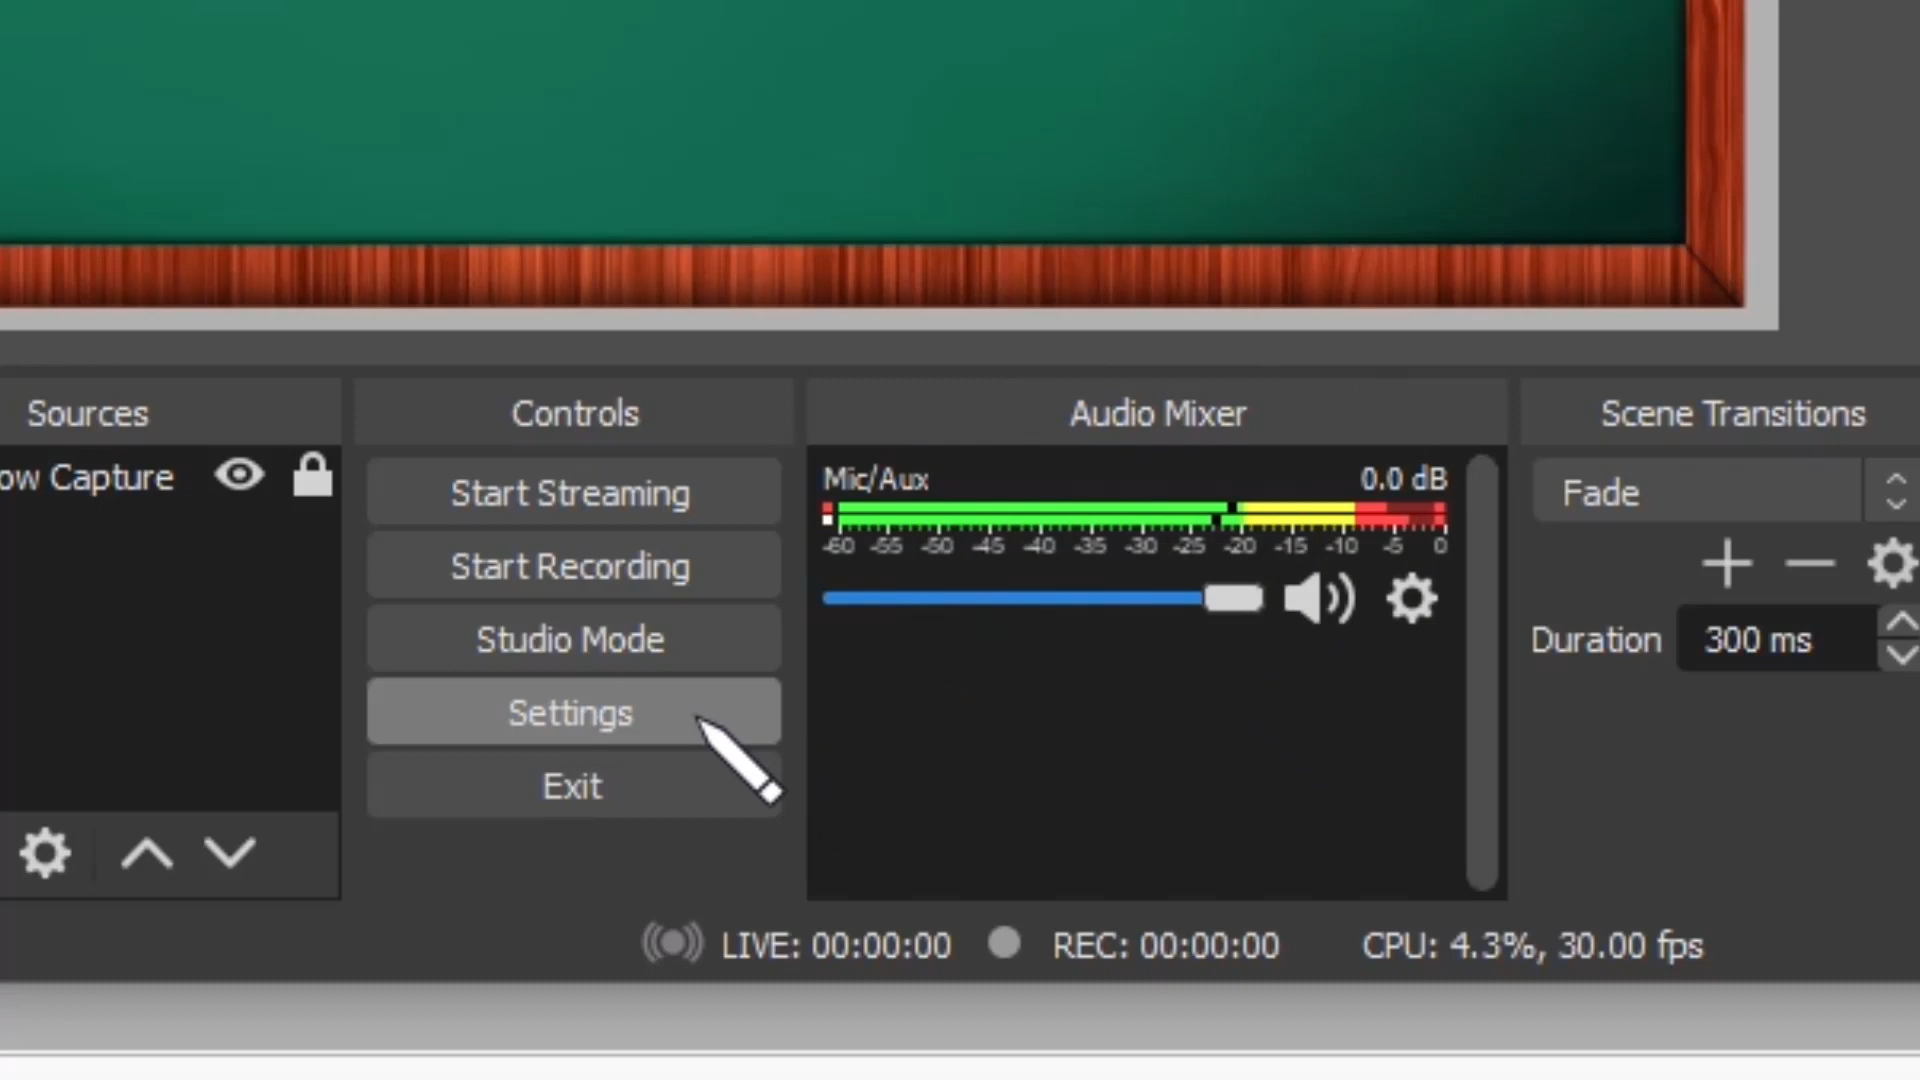 Sources
ow Capture
Controls
Start Streaming
Start Recording
Studio Mode
Settings
Exit
Audio Mixer
Mic/Aux 0.0 dB
-60 -55 -50 -45 -40 -35 -30 -25 -20 -15 -10 -5 0
Scene Transitions
Fade
Duration 300 ms
LIVE: 00:00:00 REC: 00:00:00 CPU: 4.3%, 30.00 fps